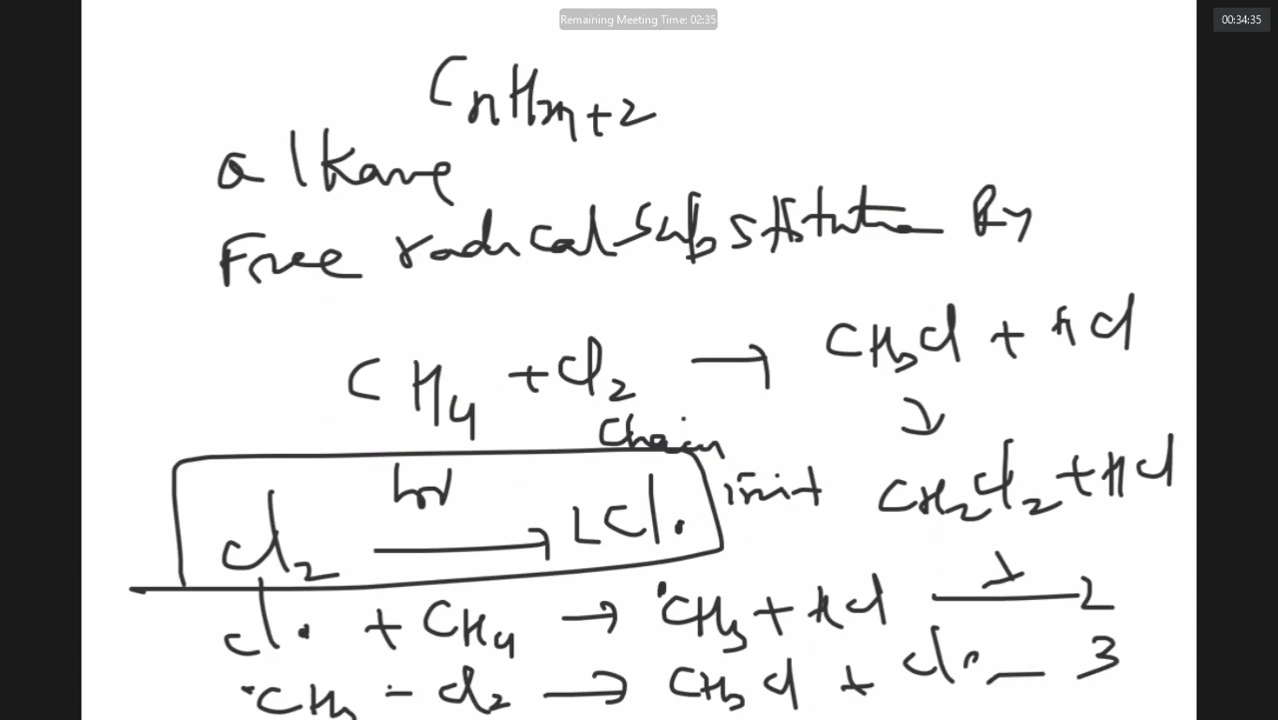 Remaining Meeting Time: 02:35
00:34:35
CnH2n+2
alkane
Free radical Substitution Rx
CH4 + Cl2 → CH3Cl + HCl
↓
chain
init
CH2Cl2 + HCl
Cl2 hν → 2Cl•
Cl• + CH4 → •CH3 + HCl — 2
•CH3 - Cl2 → CH3Cl + Cl• — 3